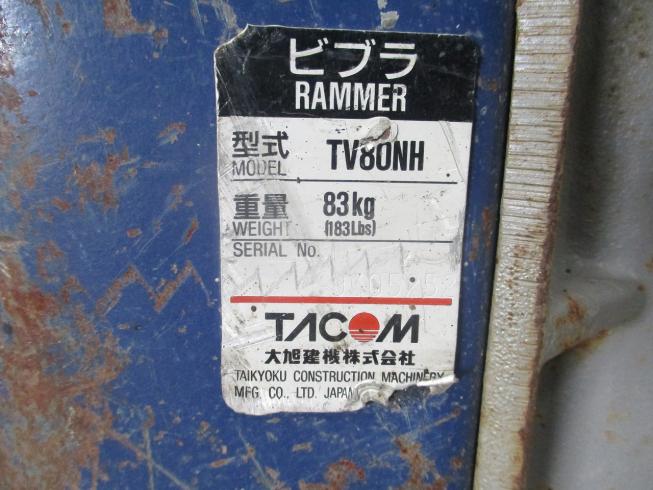 ビブラ
RAMMER
型式 TV80NH
MODEL
重量 83kg
WEIGHT (183Lbs)
SERIAL No.
TACOM
大旭建機株式会社
TAIKYOKU CONSTRUCTION MACHINERY
MFG. CO., LTD. JAPAN